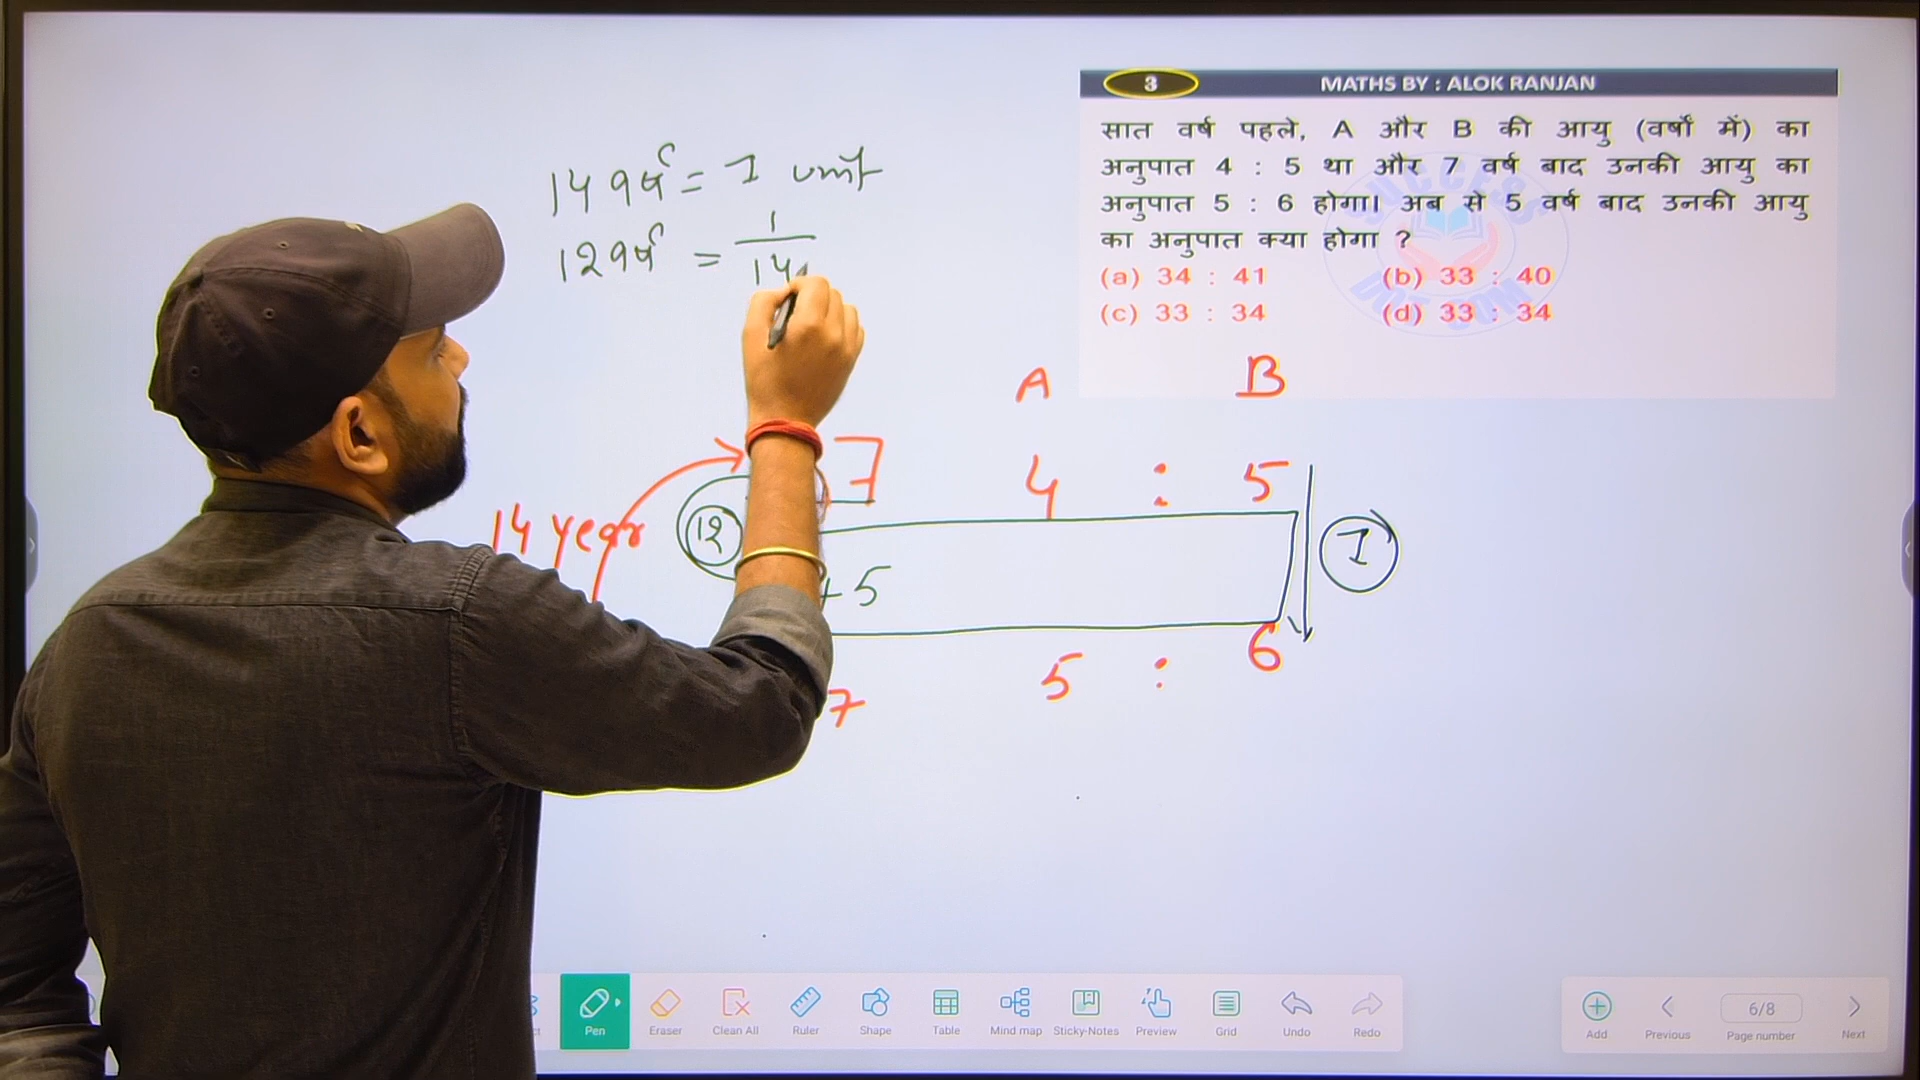 3 MATHS BY : ALOK RANJAN
सात वर्ष पहले, A और B की आयु (वर्षों में) का
अनुपात 4 : 5 था और 7 वर्ष बाद उनकी आयु का
अनुपात 5 : 6 होगा। अब से 5 वर्ष बाद उनकी आयु
का अनुपात क्या होगा ?
(a) 34 : 41 (b) 33 : 40
(c) 33 : 34 (d) 33 : 34
SUCCESS
DOT COM
14 वर्ष = 1 unit
12 वर्ष = 1/14
A B
7 4 : 5
14 year 12 1
+5
7 5 : 6
Pen Eraser Clean All Ruler Shape Table Mind map Sticky-Notes Preview Grid Undo Redo
Add Previous 6/8 Page number Next